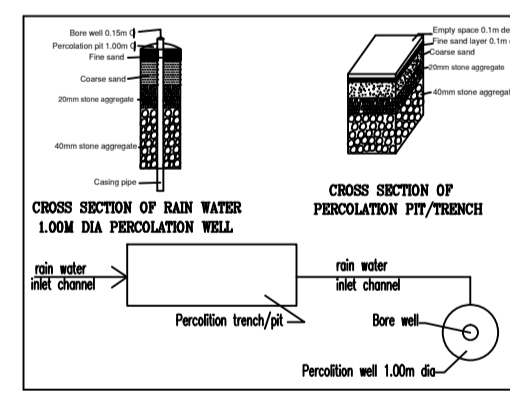 Bore well 0.15m
Percolation pit 1.00m
Fine sand
Coarse sand
20mm stone aggregate
40mm stone aggregate
Casing pipe
CROSS SECTION OF RAIN WATER
1.00M DIA PERCOLATION WELL
Empty space 0.1m de
Fine sand layer 0.1m
Coarse sand
20mm stone aggregate
40mm stone aggregat
CROSS SECTION OF
PERCOLATION PIT/TRENCH
rain water
inlet channel
Percolition trench/pit
rain water
inlet channel
Bore well
Percolition well 1.00m dia